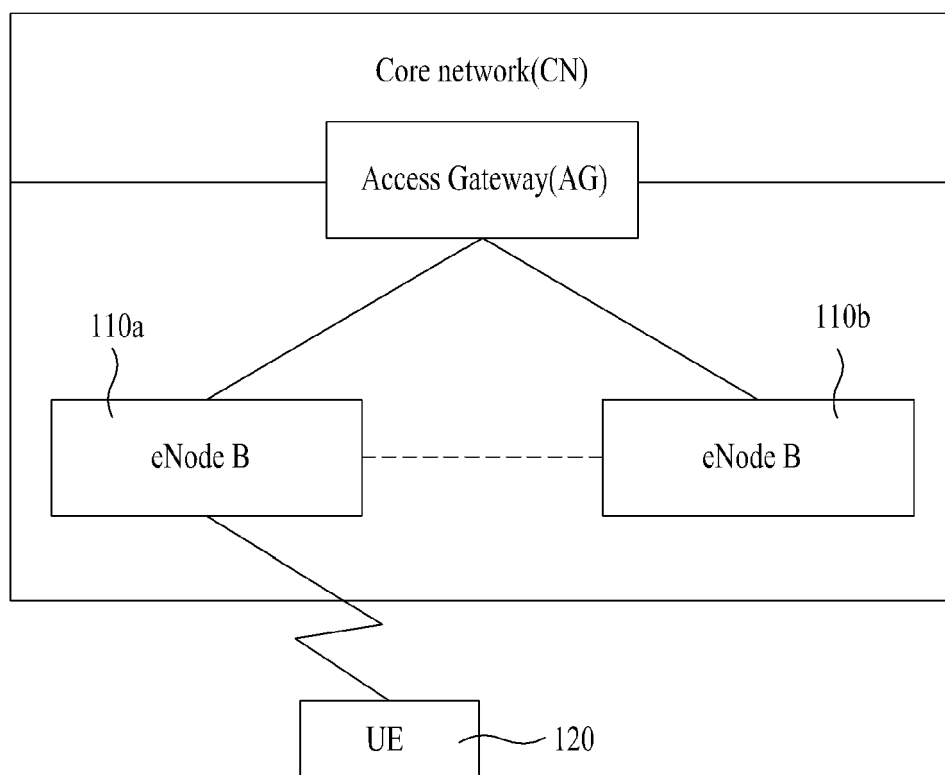 Core network(CN)
Access Gateway(AG)
110a
110b
eNode B
eNode B
UE
120